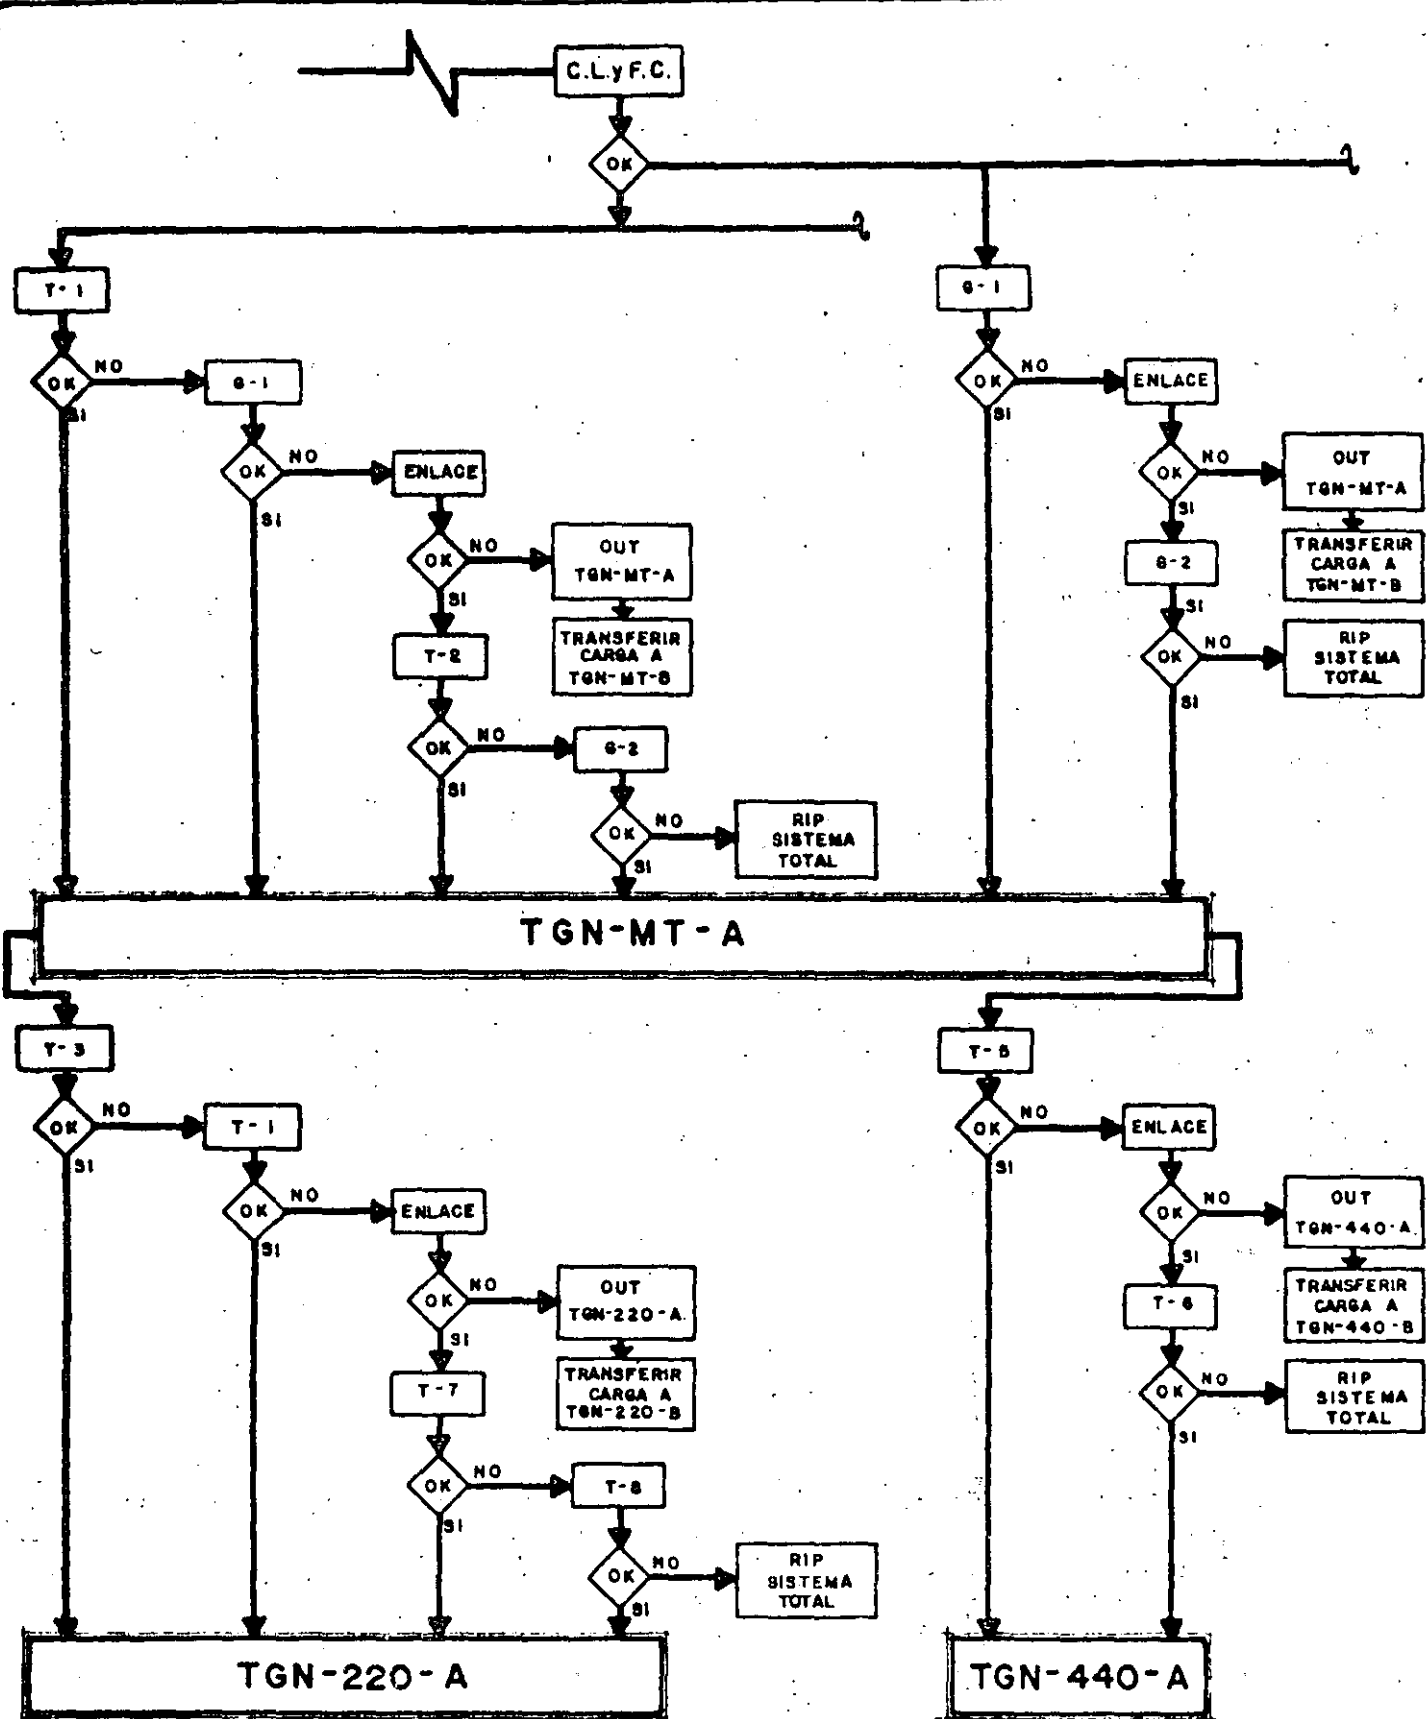 C.L.y F.C.
OK
T-1
OK
NO
SI
G-1
OK
NO
SI
ENLACE
OK
NO
SI
OUT
TGN-MT-A
TRANSFERIR
CARGA A
TGN-MT-B
T-2
OK
NO
SI
G-2
OK
NO
SI
RIP
SISTEMA
TOTAL
G-1
OK
NO
SI
ENLACE
OK
NO
SI
OUT
TGN-MT-A
TRANSFERIR
CARGA A
TGN-MT-B
G-2
SI
OK
NO
SI
RIP
SISTEMA
TOTAL
TGN-MT-A
T-3
OK
NO
SI
T-1
OK
NO
SI
ENLACE
OK
NO
SI
OUT
TGN-220-A.
TRANSFERIR
CARGA A
TGN-220-B
T-7
OK
NO
SI
T-8
OK
NO
SI
RIP
SISTEMA
TOTAL
T-5
OK
NO
SI
ENLACE
OK
NO
SI
OUT
TGN-440-A.
TRANSFERIR
CARGA A
TGN-440-B
T-6
OK
NO
SI
RIP
SISTEMA
TOTAL
TGN-220-A
TGN-440-A